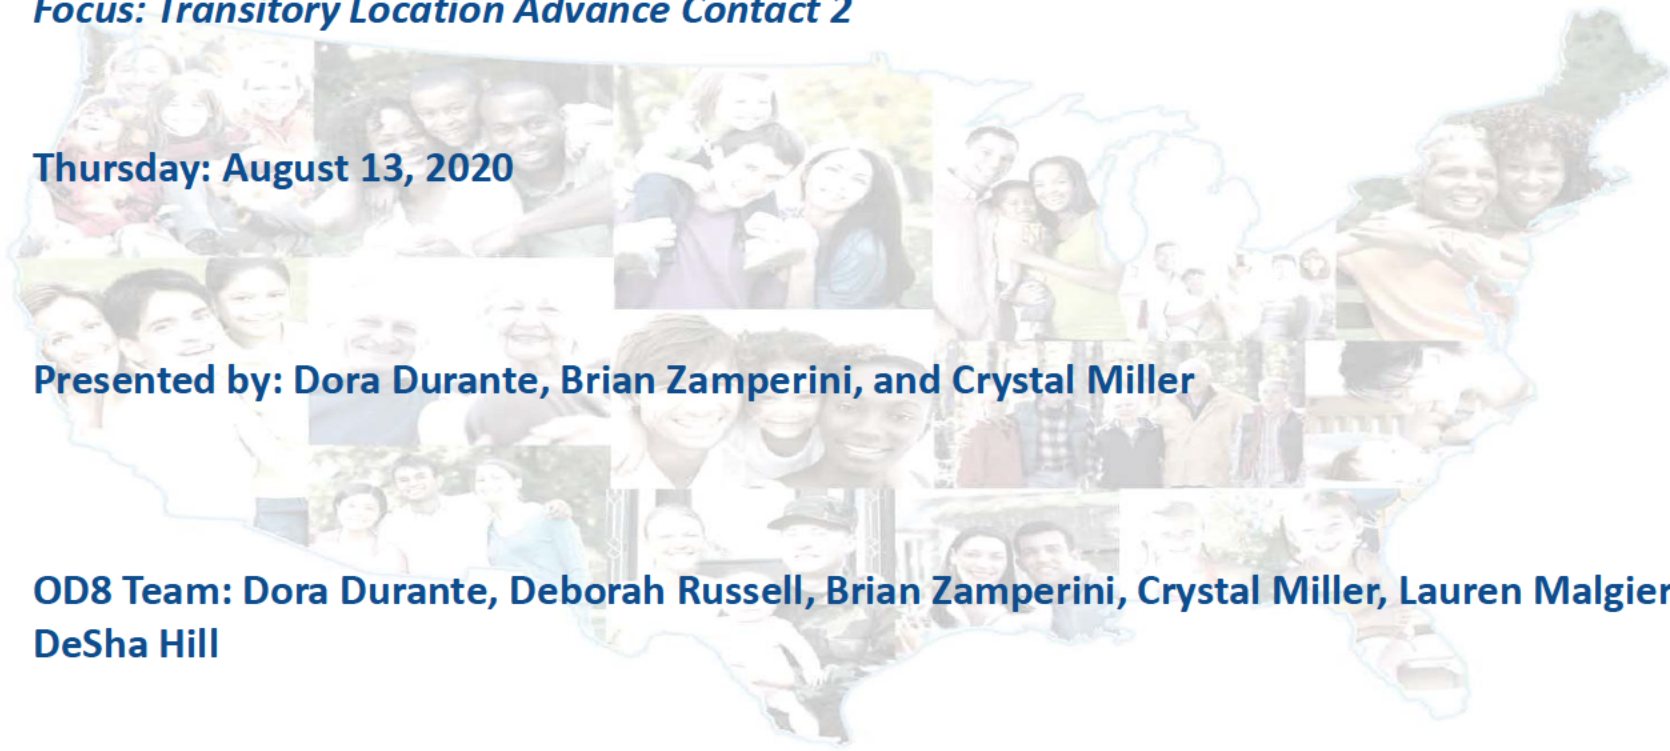 Focus: Transitory Location Advance Contact 2
Thursday: August 13, 2020
Presented by: Dora Durante, Brian Zamperini, and Crystal Miller
OD8 Team: Dora Durante, Deborah Russell, Brian Zamperini, Crystal Miller, Lauren
DeSha Hill